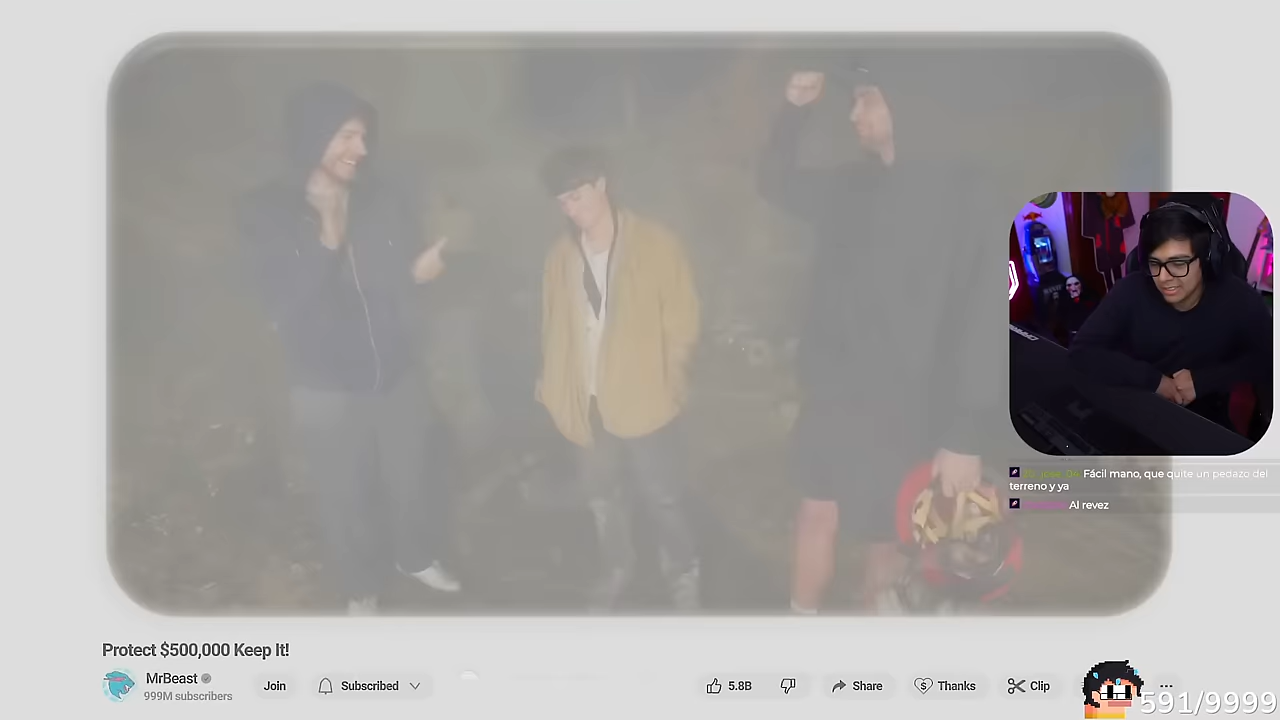 Fácil mano, que quite un pedazo del
terreno y ya
Al revez
Protect $500,000 Keep It!
MrBeast
999M subscribers
Join
Subscribed
5.8B
Share
Thanks
Clip
591/9999